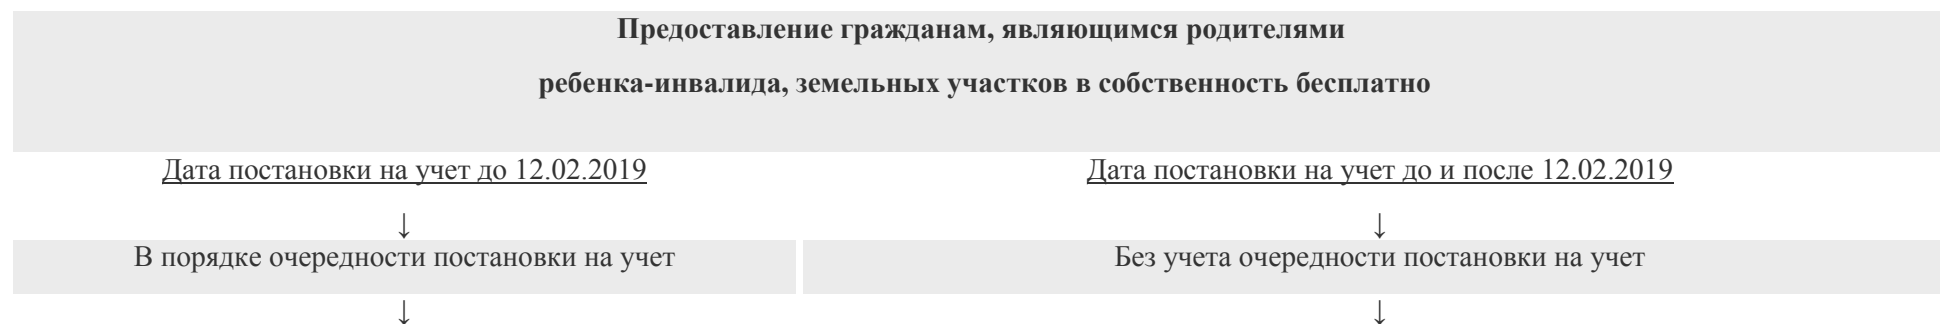 Предоставление гражданам, являющимся родителями
ребенка-инвалида, земельных участков в собственность бесплатно
Дата постановки на учет до 12.02.2019
Дата постановки на учет до и после 12.02.2019
↓
↓
В порядке очередности постановки на учет
Без учета очередности постановки на учет
↓
↓